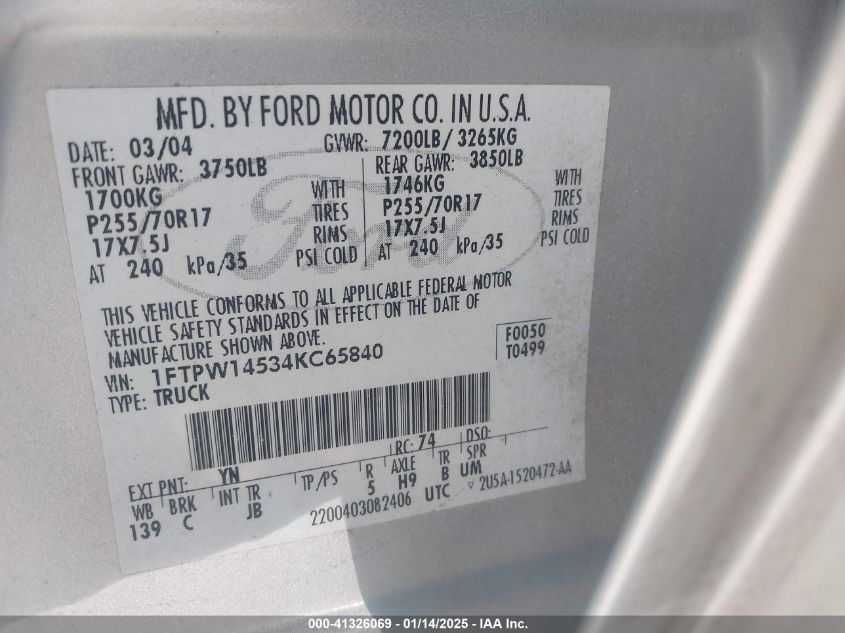 MFD. BY FORD MOTOR CO. IN U.S.A.
DATE: 03/04 GVWR: 7200LB/ 3265KG
FRONT GAWR: 3750LB REAR GAWR: 3850LB
1700KG WITH 1746KG WITH
P255/70R17 TIRES P255/70R17 TIRES
17X7.5J RIMS 17X7.5J RIMS
AT 240 kPa/35 PSI COLD AT 240 kPa/35 PSI COLD
Ford
THIS VEHICLE CONFORMS TO ALL APPLICABLE FEDERAL MOTOR
VEHICLE SAFETY STANDARDS IN EFFECT ON THE DATE OF
MANUFACTURE SHOWN ABOVE.
VIN: 1FTPW14534KC65840 F0050
TYPE: TRUCK T0499
EXT PNT: YN RC: 74 DSO:
WB BRK INT TR TP/PS R AXLE TR SPR
139 C JB 5 H9 B UM
2200403082406 UTC ▽ 2U5A-1520472-AA
000-41326069 - 01/14/2025 - IAA Inc.